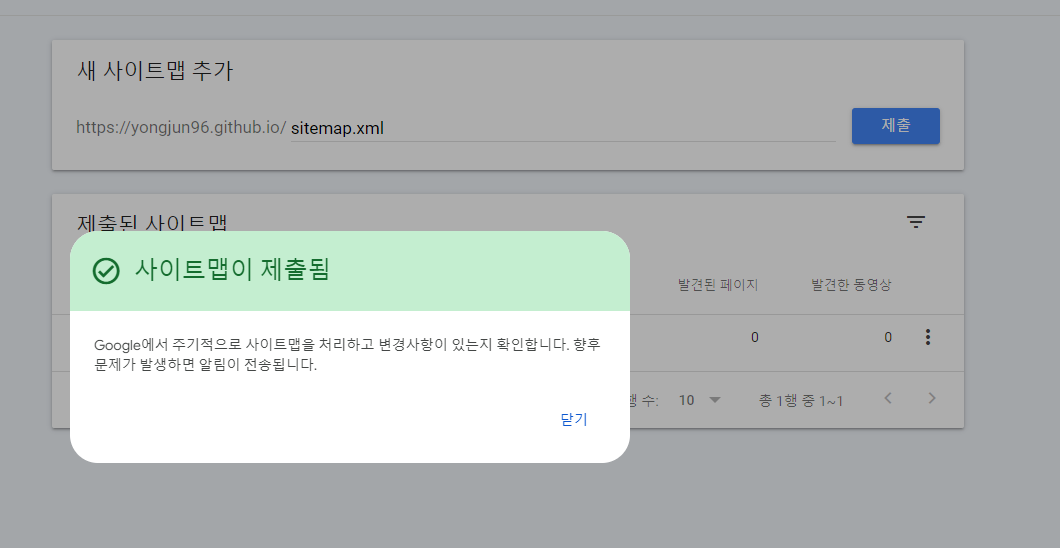 새 사이트맵 추가
https://yongjun96.github.io/ sitemap.xml
제출
제출된 사이트맵
사이트맵이 제출됨
발견된 페이지 발견한 동영상
Google에서 주기적으로 사이트맵을 처리하고 변경사항이 있는지 확인합니다. 향후
문제가 발생하면 알림이 전송됩니다.
0 0
수: 10 총 1행 중 1~1
닫기